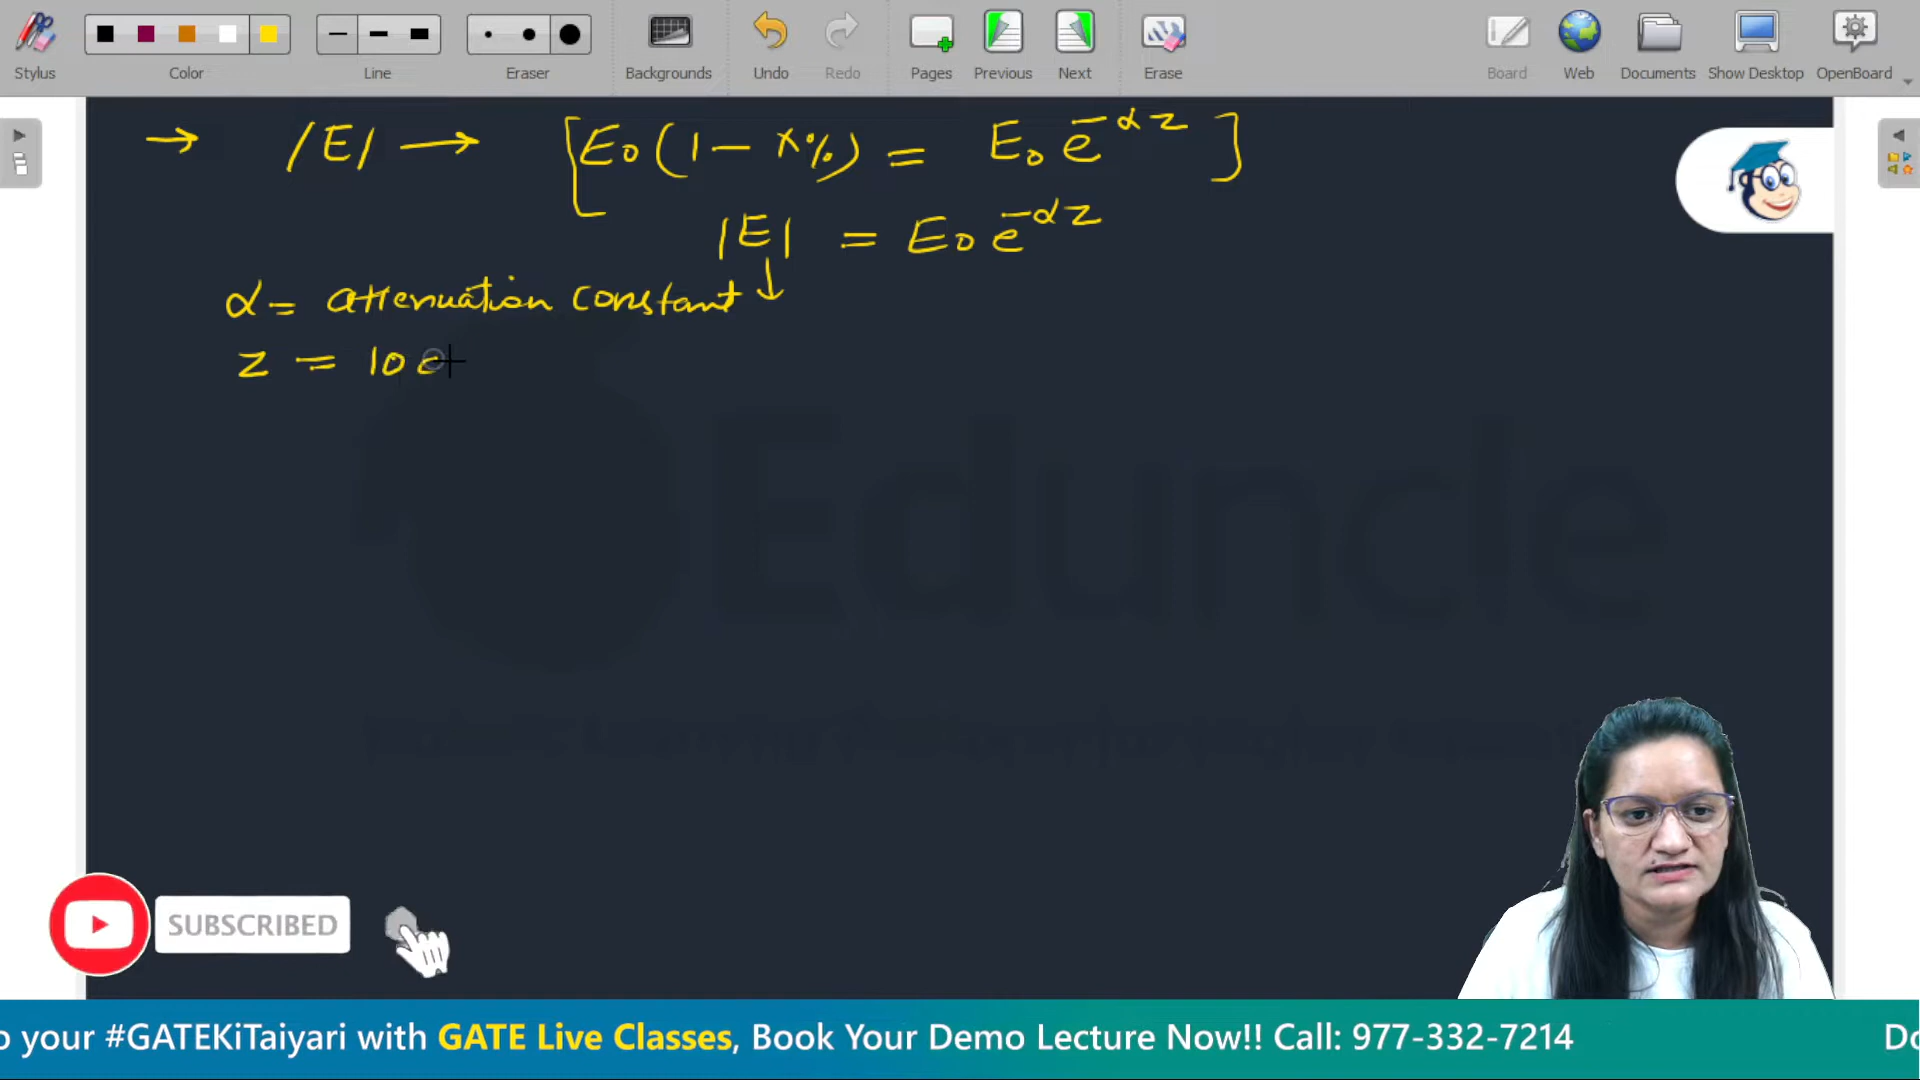 Stylus
Color
Line
Eraser
Backgrounds
Undo
Redo
Pages
Previous
Next
Erase
Board
Web
Documents
Show Desktop
OpenBoard
→ |E| → [E₀(1 - x%) = E₀e^{-αz}]
|E| = E₀e^{-αz}
α = attenuation constant ↓
z = 10 c
Eduncle
SUBSCRIBED
o your #GATEKiTaiyari with GATE Live Classes, Book Your Demo Lecture Now!! Call: 977-332-7214 Do